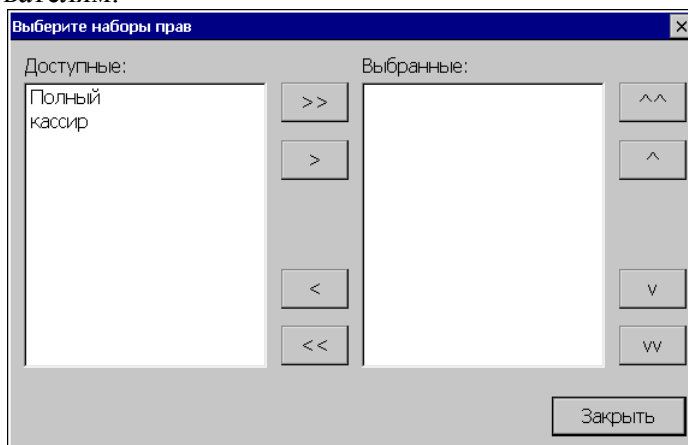 вателям.
Выберите наборы прав
Доступные:
Выбранные:
Полный
кассир
>>
^^
>
^
<
v
<<
vv
Закрыть